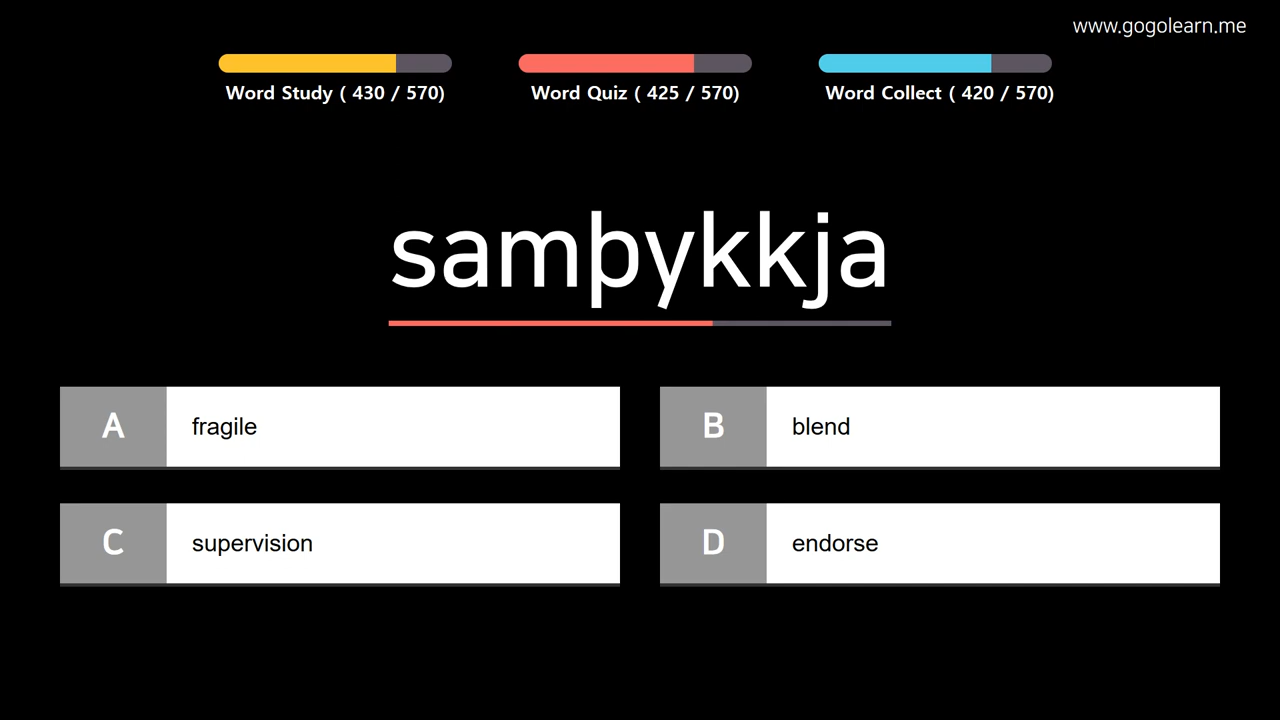 www.gogolearn.me
Word Study ( 430 / 570)
Word Quiz ( 425 / 570)
Word Collect ( 420 / 570)
samþykkja
A fragile
B blend
C supervision
D endorse